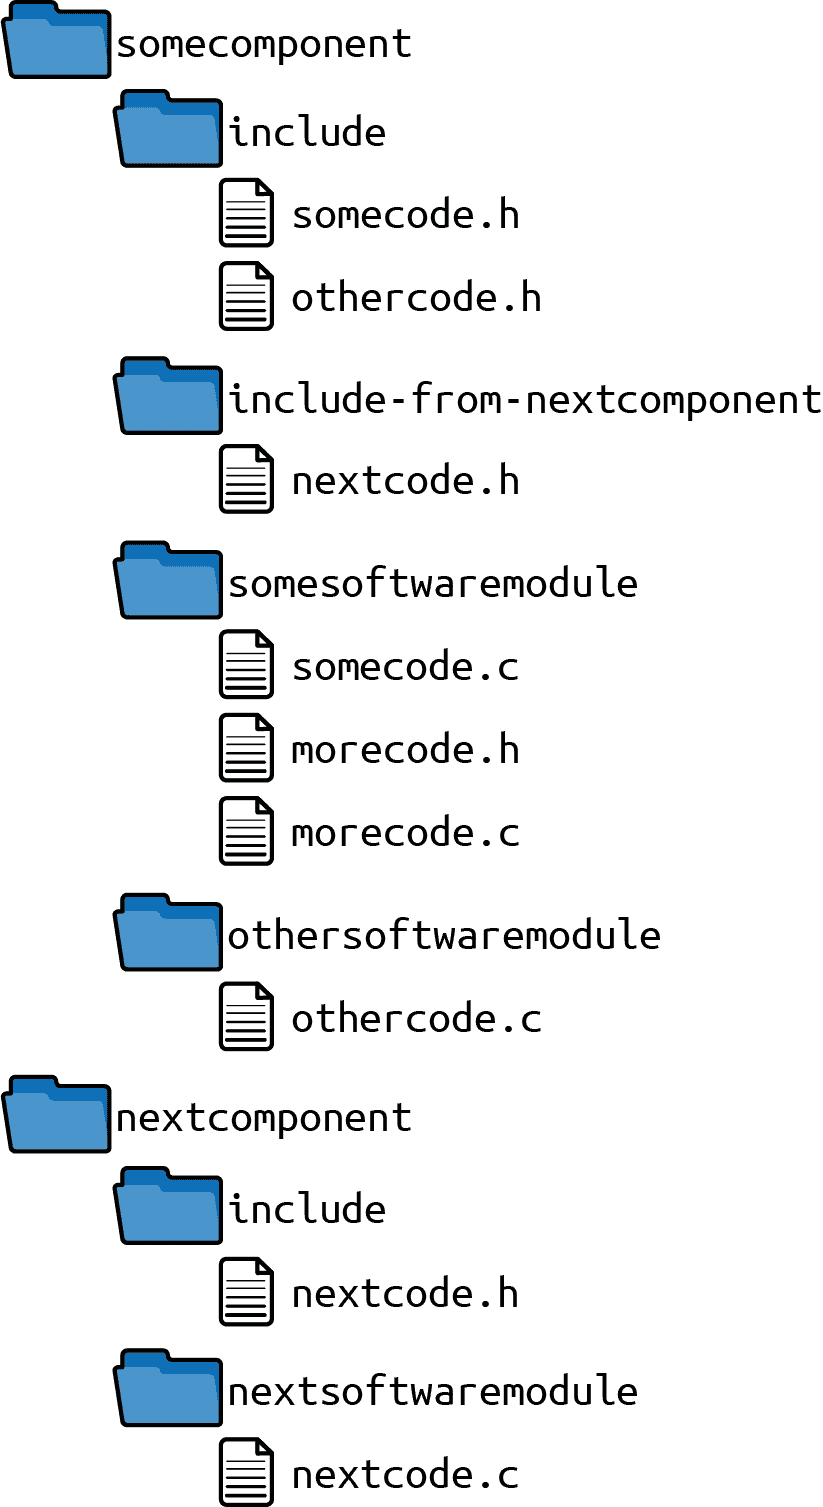 somecomponent
include
somecode.h
othercode.h
include-from-nextcomponent
nextcode.h
somesoftwaremodule
somecode.c
morecode.h
morecode.c
othersoftwaremodule
othercode.c
nextcomponent
include
nextcode.h
nextsoftwaremodule
nextcode.c